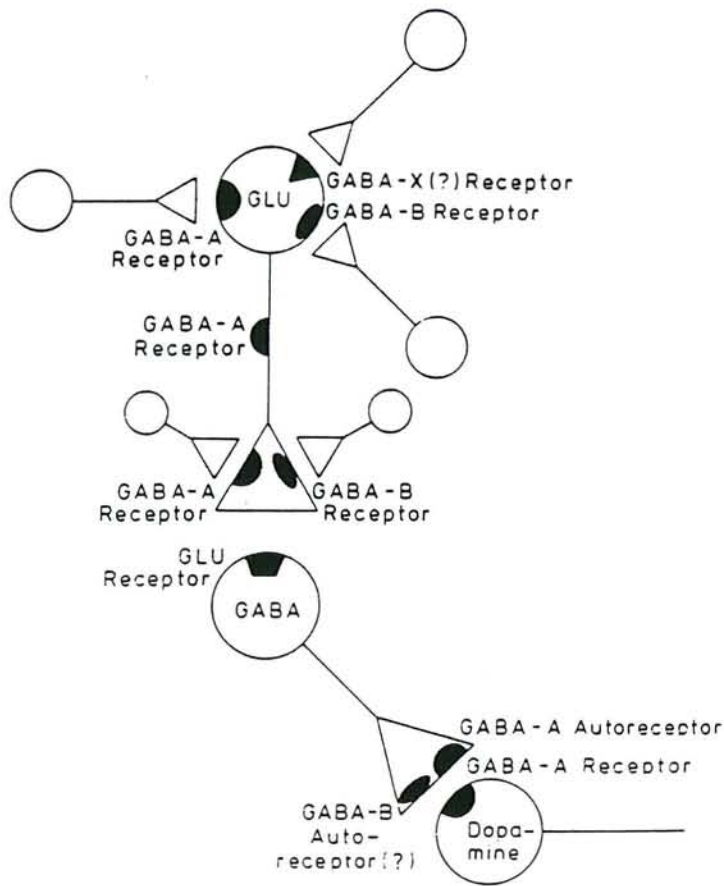 GLU
GABA-X(?) Receptor
GABA-B Receptor
GABA-A
Receptor
GABA-A
Receptor
GABA-A
Receptor
GABA-B
Receptor
GLU
Receptor
GABA
GABA-A Autoreceptor
GABA-A Receptor
GABA-B
Auto-
receptor(?)
Dopa-
mine